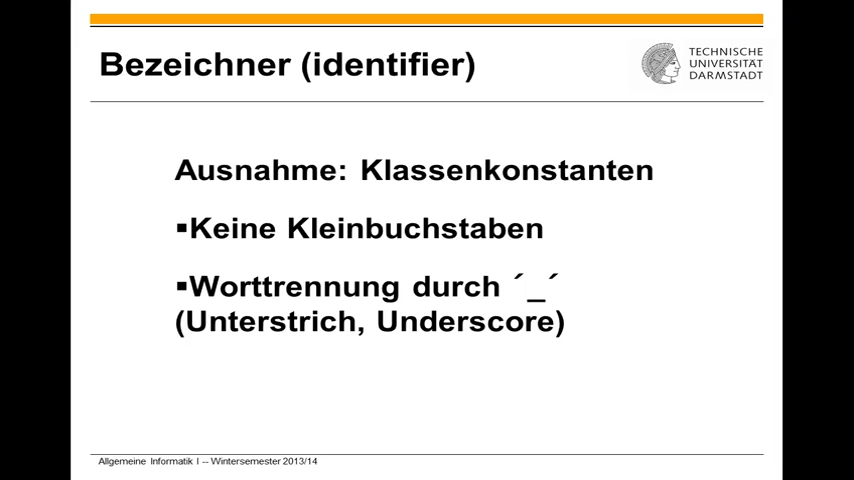 Bezeichner (identifier)
TECHNISCHE
UNIVERSITÄT
DARMSTADT
Ausnahme: Klassenkonstanten
▪Keine Kleinbuchstaben
▪Worttrennung durch ´_´
(Unterstrich, Underscore)
Allgemeine Informatik I -- Wintersemester 2013/14